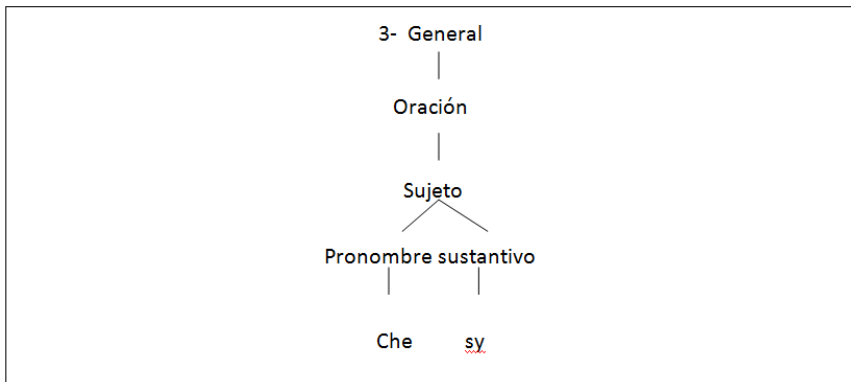 3- General
Oración
Sujeto
Pronombre sustantivo
Che sy